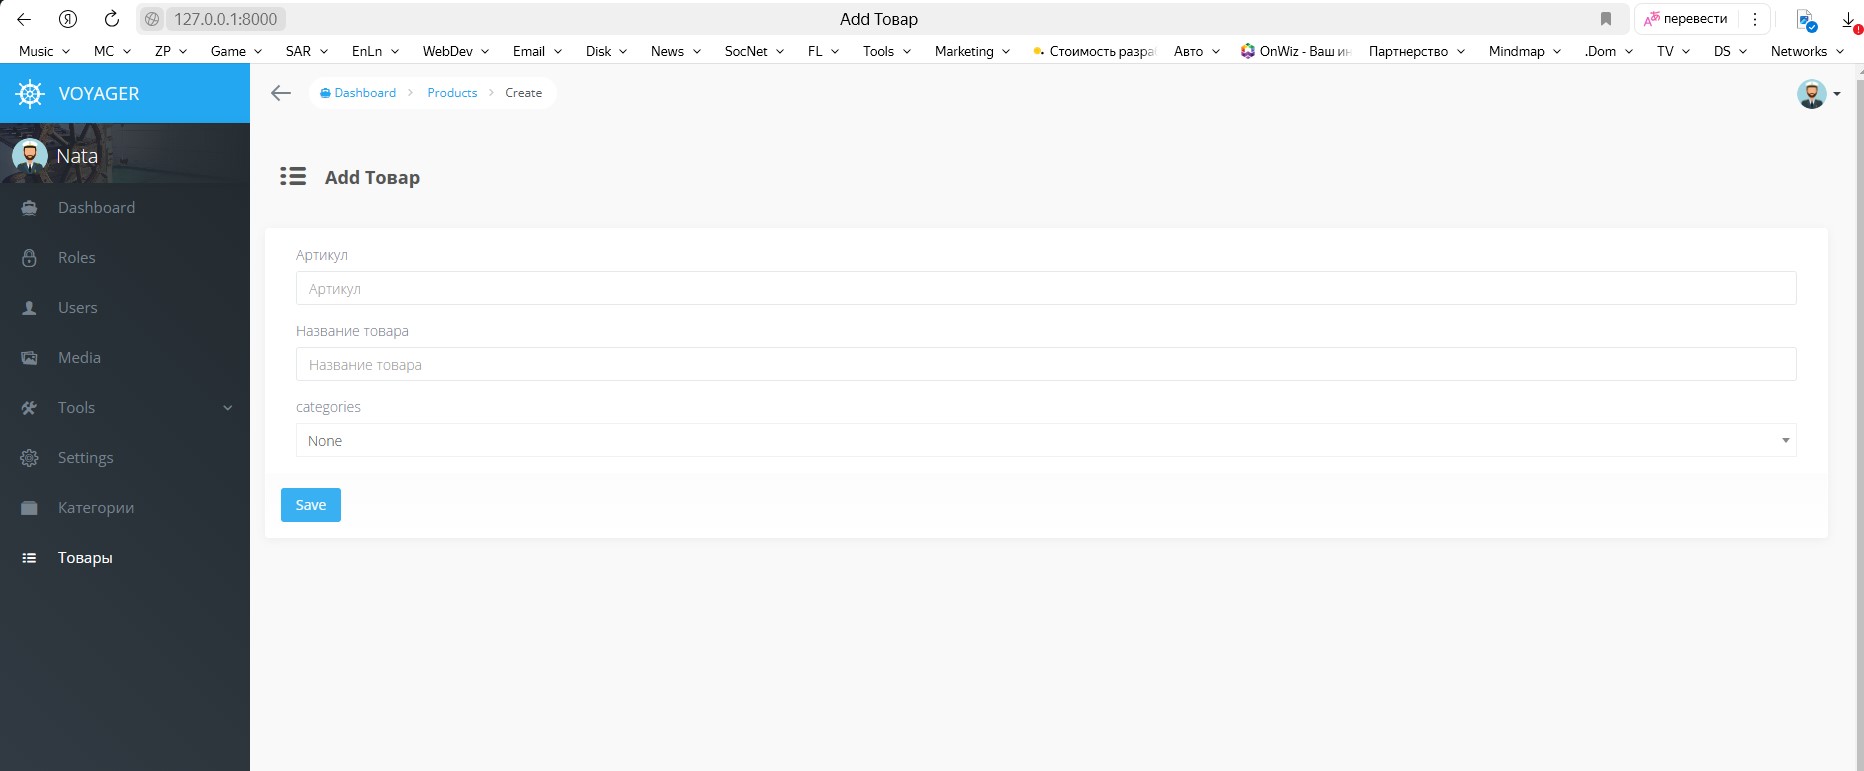 Я 127.0.0.1:8000 Add Товар перевести
Music MC ZP Game SAR EnLn WebDev Email Disk News SocNet FL Tools Marketing Стоимость разра Авто OnWiz - Ваш ин Партнерство Mindmap .Dom TV DS Networks
VOYAGER
Dashboard Products Create
Nata
Add Товар
Dashboard
Roles
Users
Media
Tools
Settings
Категории
Товары
Артикул
Артикул
Название товара
Название товара
categories
None
Save